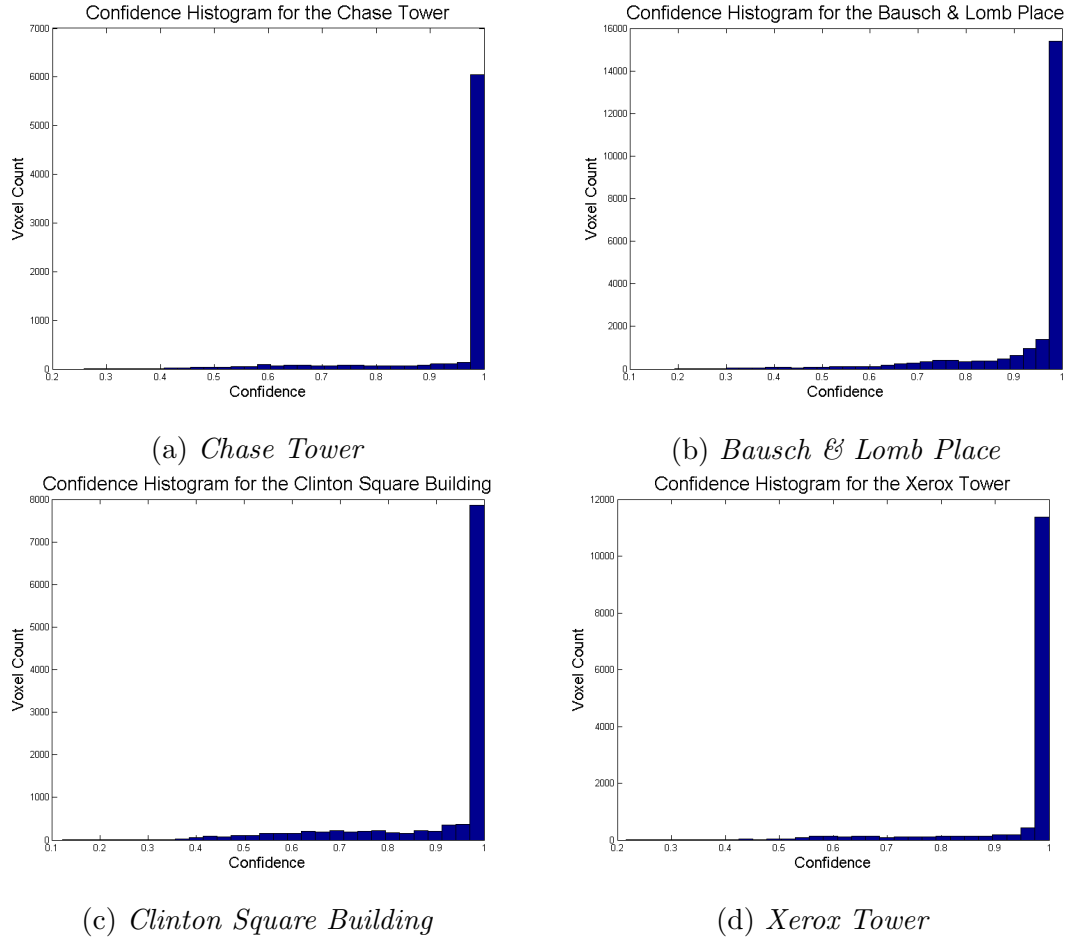 Confidence Histogram for the Chase Tower
7000
6000
5000
4000
3000
2000
1000
0
Voxel Count
0.2 0.3 0.4 0.5 0.6 0.7 0.8 0.9 1
Confidence
(a) Chase Tower
Confidence Histogram for the Bausch & Lomb Place
16000
14000
12000
10000
8000
6000
4000
2000
0
Voxel Count
0.1 0.2 0.3 0.4 0.5 0.6 0.7 0.8 0.9 1
Confidence
(b) Bausch & Lomb Place
Confidence Histogram for the Clinton Square Building
8000
7000
6000
5000
4000
3000
2000
1000
0
Voxel Count
0.1 0.2 0.3 0.4 0.5 0.6 0.7 0.8 0.9 1
Confidence
(c) Clinton Square Building
Confidence Histogram for the Xerox Tower
12000
10000
8000
6000
4000
2000
0
Voxel Count
0.2 0.3 0.4 0.5 0.6 0.7 0.8 0.9 1
Confidence
(d) Xerox Tower